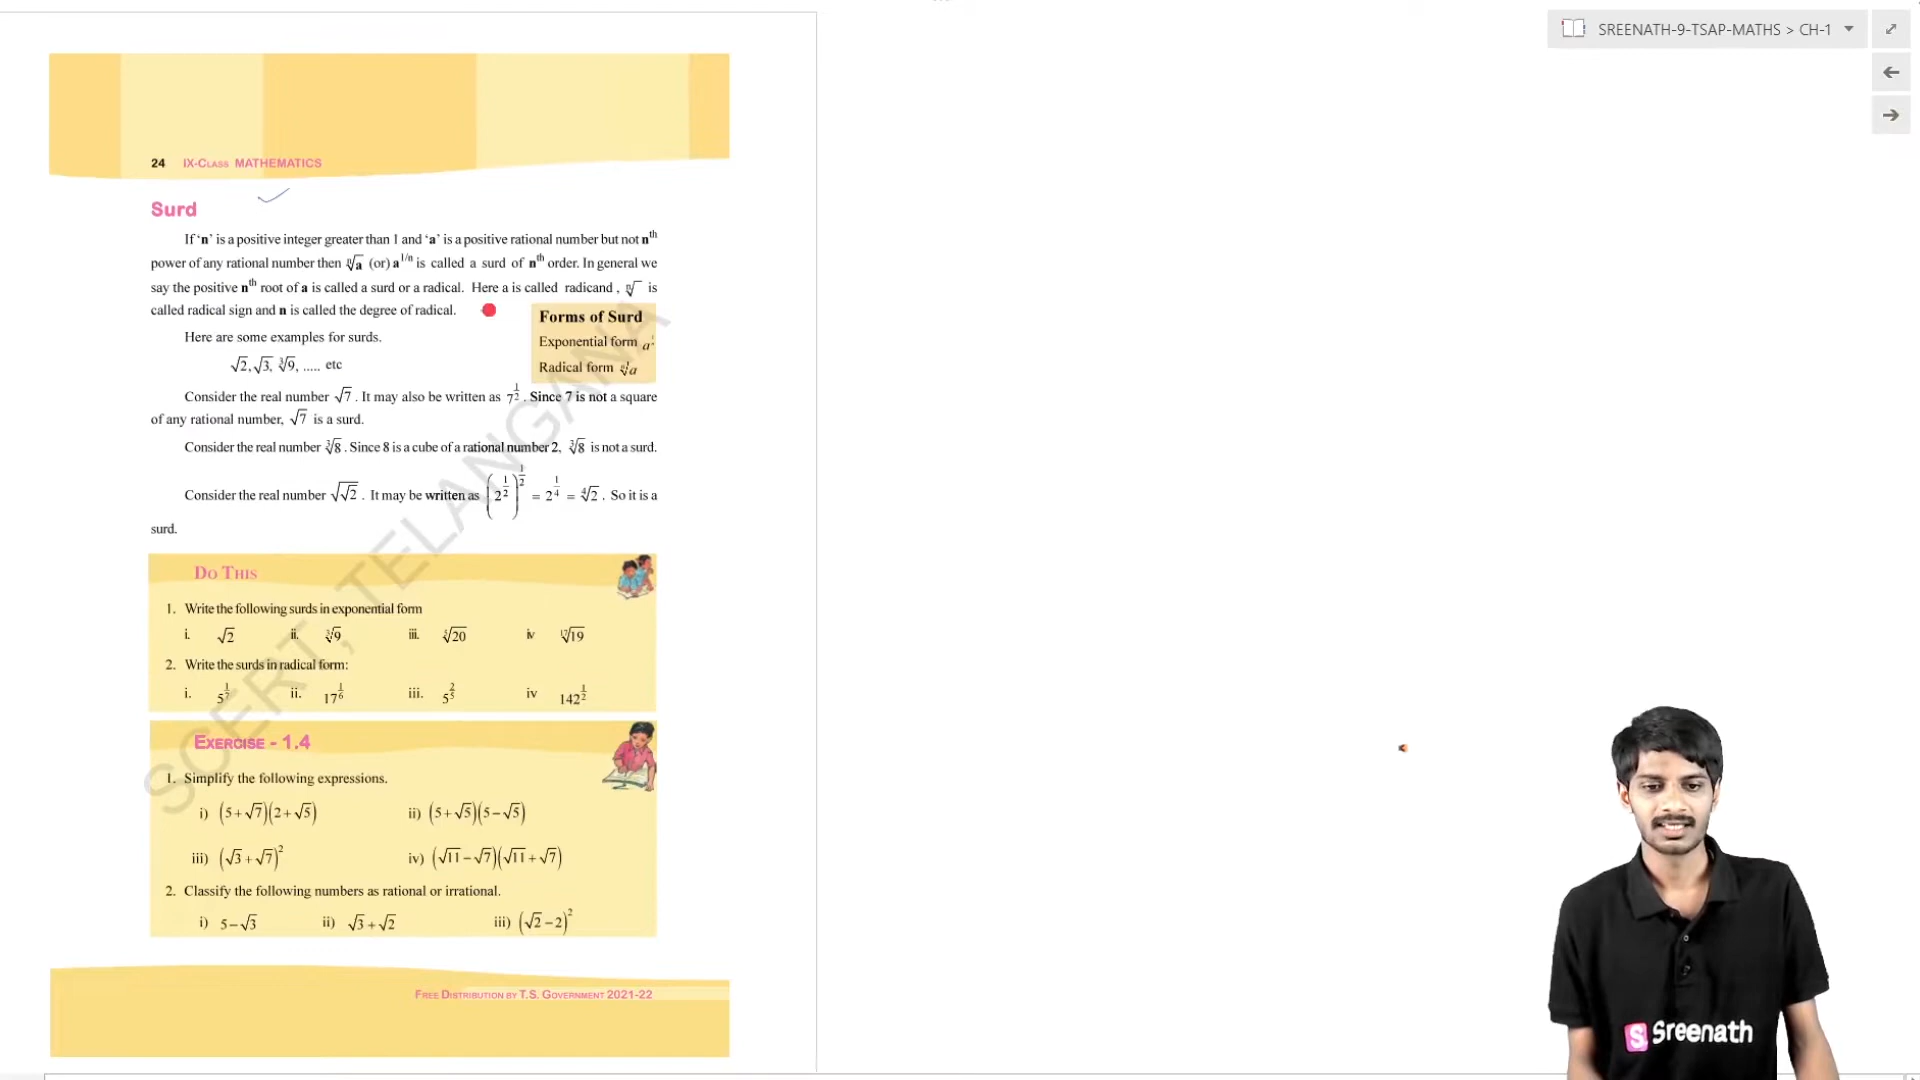 SREENATH-9-TSAP-MATHS > CH-1
24 IX-CLASS MATHEMATICS
Surd
If ‘n’ is a positive integer greater than 1 and ‘a’ is a positive rational number but not nᵗʰ
power of any rational number then ⁿ√a (or) a^1/n is called a surd of nᵗʰ order. In general we
say the positive nᵗʰ root of a is called a surd or a radical. Here a is called radicand , ⁿ√ is
called radical sign and n is called the degree of radical.
Forms of Surd
Exponential form
Radical form ⁿ√a
Here are some examples for surds.
√2, √3, ³√9, ..... etc
Consider the real number √7 . It may also be written as 7^(1/2) . Since 7 is not a square
of any rational number, √7 is a surd.
Consider the real number ³√8 . Since 8 is a cube of a rational number 2, ³√8 is not a surd.
Consider the real number √√2 . It may be written as (2^(1/2))^(1/2) = 2^(1/4) = ⁴√2 . So it is a
surd.
DO THIS
1. Write the following surds in exponential form
i. √2 ii. ³√9 iii. √20 iv √19
2. Write the surds in radical form:
i. 5^(1/7) ii. 17^(1/6) iii. 5^(2/5) iv 142^(1/2)
EXERCISE - 1.4
1. Simplify the following expressions.
i) (5+√7)(2+√5) ii) (5+√5)(5−√5)
iii) (√3+√7)² iv) (√11−√7)(√11+√7)
2. Classify the following numbers as rational or irrational.
i) 5−√3 ii) √3+√2 iii) (√2−2)²
FREE DISTRIBUTION BY T.S. GOVERNMENT 2021-22
SCERT, TELANGANA
S Sreenath